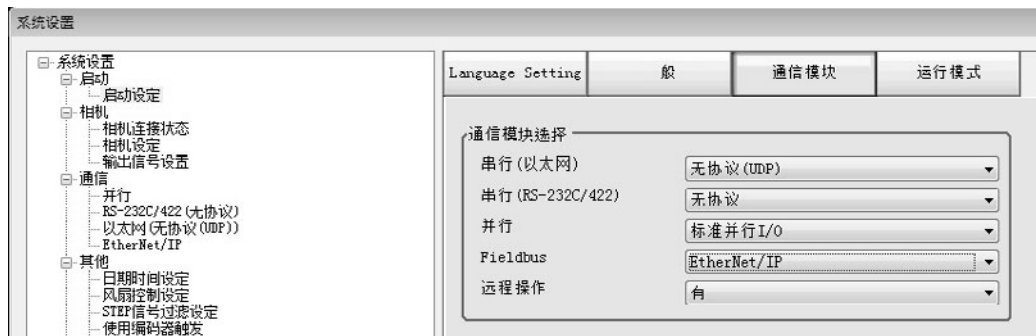 系统设置
系统设置
启动
启动设定
相机
相机连接状态
相机设定
输出信号设置
通信
并行
RS-232C/422(无协议)
以太网(无协议(UDP))
EtherNet/IP
其他
日期时间设定
风扇控制设定
STEP信号过滤设定
使用编码器触发
Language Setting
般
通信模块
运行模式
通信模块选择
串行(以太网)
无协议(UDP)
串行(RS-232C/422)
无协议
并行
标准并行I/O
Fieldbus
EtherNet/IP
远程操作
有